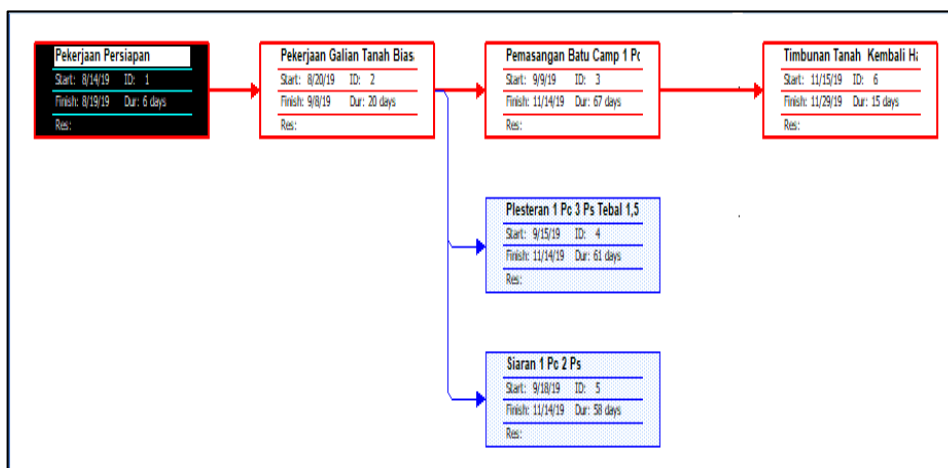 Pekerjaan Persiapan
Start: 8/14/19 ID: 1
Finish: 8/19/19 Dur: 6 days
Res:
Pekerjaan Galian Tanah Bias
Start: 8/20/19 ID: 2
Finish: 9/8/19 Dur: 20 days
Res:
Pemasangan Batu Camp 1 Pc
Start: 9/9/19 ID: 3
Finish: 11/14/19 Dur: 67 days
Res:
Timbunan Tanah Kembali Ha
Start: 11/15/19 ID: 6
Finish: 11/29/19 Dur: 15 days
Res:
Plesteran 1 Pc 3 Ps Tebal 1,5
Start: 9/15/19 ID: 4
Finish: 11/14/19 Dur: 61 days
Res:
Siaran 1 Pc 2 Ps
Start: 9/18/19 ID: 5
Finish: 11/14/19 Dur: 58 days
Res: